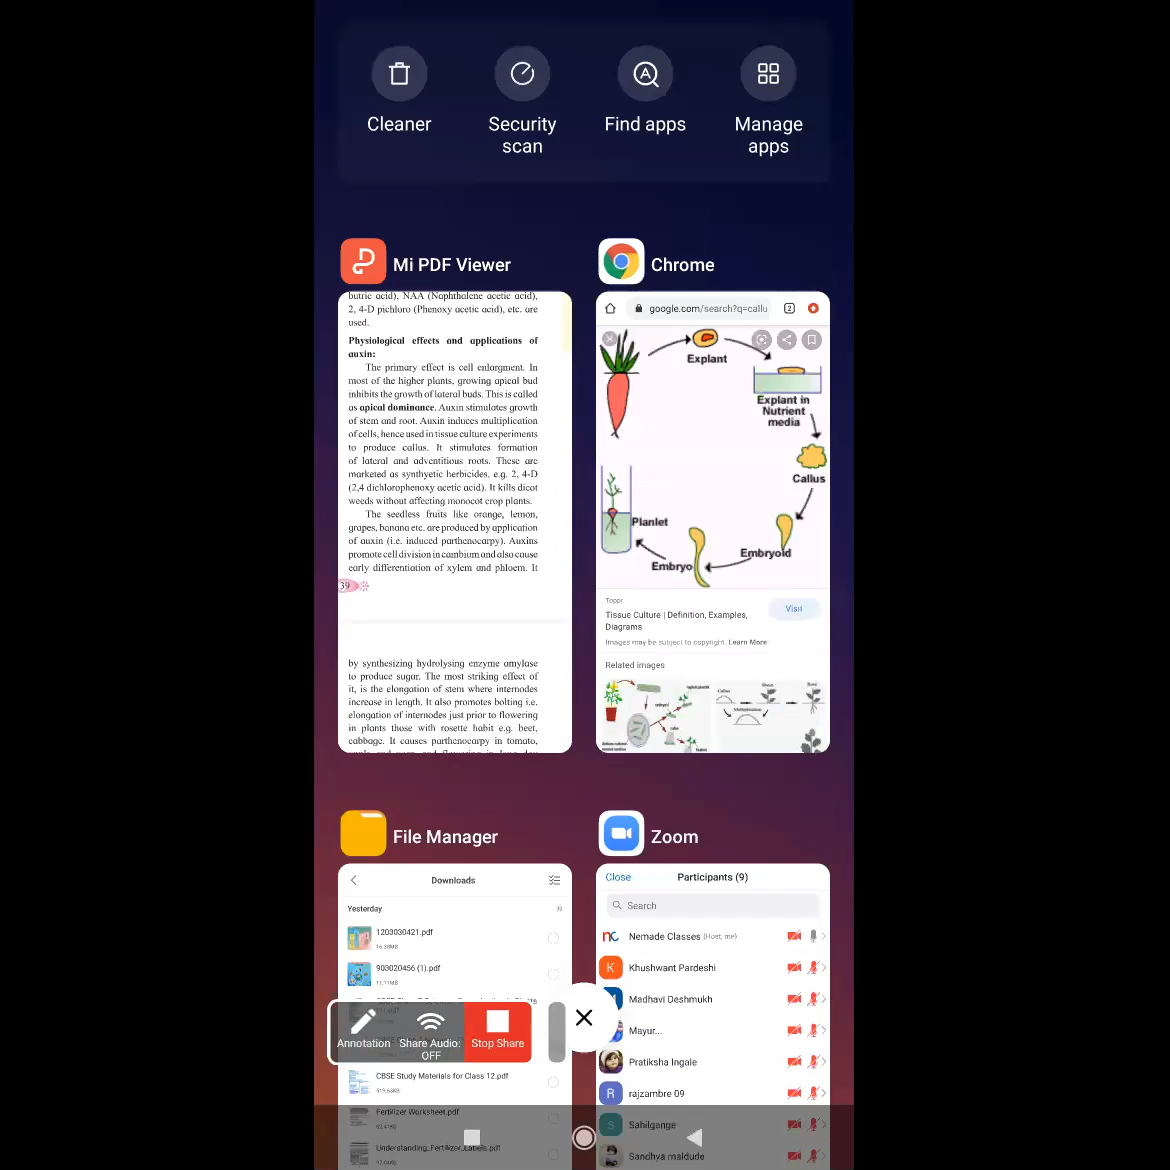 Cleaner
Security scan
Find apps
Manage apps
Mi PDF Viewer
butric acid), NAA (Naphthalene acetic acid),
2, 4-D pichloro (Phenoxy acetic acid), etc. are
used.
Physiological effects and applications of
auxin:
The primary effect is cell enlargment. In
most of the higher plants, growing apical bud
inhibits the growth of lateral buds. This is called
as apical dominance. Auxin stimulates growth
of stem and root. Auxin induces multiplication
of cells, hence used in tissue culture experiments
to produce callus. It stimulates formation
of lateral and adventitious roots. These are
marketed as synthyetic herbicides. e.g. 2, 4-D
(2,4 dichlorophenoxy acetic acid). It kills dicot
weeds without affecting monocot crop plants.
The seedless fruits like orange, lemon,
grapes, banana etc. are produced by application
of auxin (i.e. induced parthenocarpy). Auxins
promote cell division in cambium and also cause
early differentiation of xylem and phloem. It
39
by synthesizing hydrolysing enzyme amylase
to produce sugar. The most striking effect of
it, is the elongation of stem where internodes
increase in length. It also promotes bolting i.e.
elongation of internodes just prior to flowering
in plants those with rosette habit e.g. beet,
cabbage. It causes parthenocarpy in tomato,
Chrome
google.com/search?q=callu
2
Explant
Explant in
Nutrient
media
Callus
Embryoid
Embryo
Planlet
Toppr
Tissue Culture | Definition, Examples,
Diagrams
Visit
Images may be subject to copyright. Learn More
Related images
File Manager
Downloads
Yesterday
1203030421.pdf
16.38MB
903020456 (1).pdf
11.11MB
CBSE Study Materials for Class 12.pdf
Fertilizer Worksheet.pdf
Understanding_Fertilizer_Labels.pdf
Annotation
Share Audio:
OFF
Stop Share
Zoom
Close
Participants (9)
Search
nc
Nemade Classes (Host, me)
K
Khushwant Pardeshi
Madhavi Deshmukh
Mayur...
Pratiksha Ingale
R
rajzambre 09
S
Sahilgange
Sandhya maldude